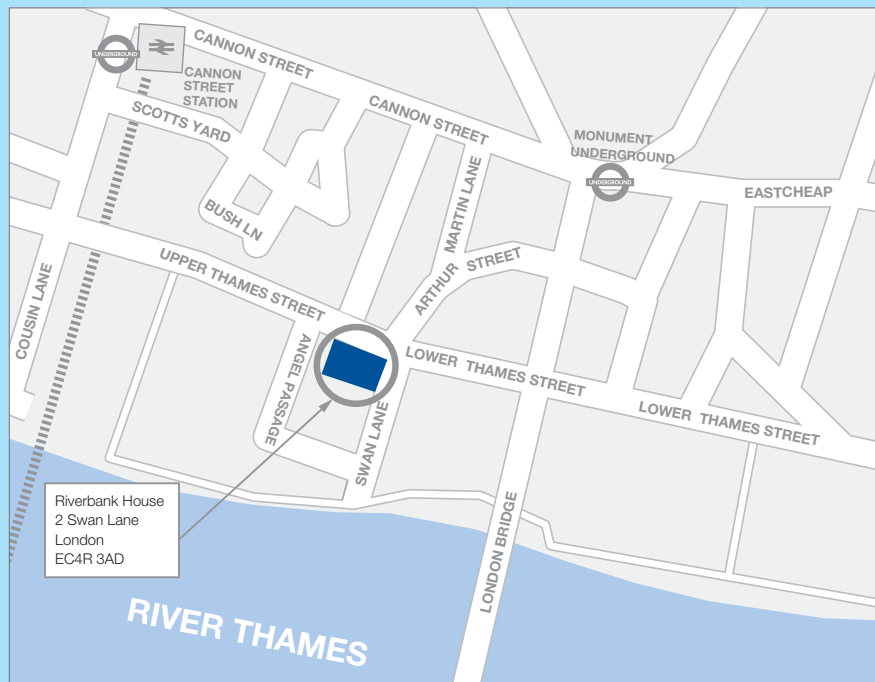 UNDERGROUND
CANNON STREET
CANNON
STREET
STATION
SCOTTS YARD
CANNON STREET
MONUMENT
UNDERGROUND
UNDERGROUND
EASTCHEAP
MARTIN LANE
BUSH LN
ARTHUR STREET
UPPER THAMES STREET
COUSIN LANE
ANGEL PASSAGE
LOWER THAMES STREET
LOWER THAMES STREET
SWAN LANE
LONDON BRIDGE
Riverbank House
2 Swan Lane
London
EC4R 3AD
RIVER THAMES